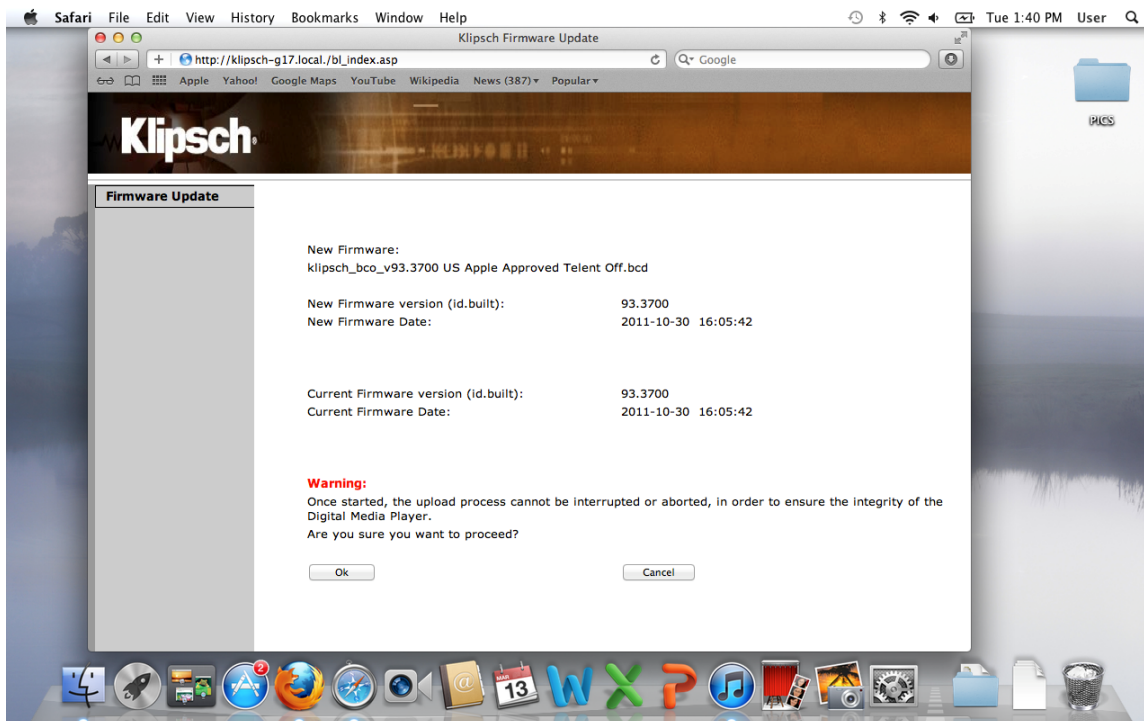 Safari File Edit View History Bookmarks Window Help Tue 1:40 PM User
Klipsch Firmware Update
http://klipsch-g17.local./bl_index.asp Google
Apple Yahoo! Google Maps YouTube Wikipedia News (387) Popular
PICS
Klipsch®
Firmware Update
New Firmware:
klipsch_bco_v93.3700 US Apple Approved Telent Off.bcd
New Firmware version (id.built): 93.3700
New Firmware Date: 2011-10-30 16:05:42
Current Firmware version (id.built): 93.3700
Current Firmware Date: 2011-10-30 16:05:42
Warning:
Once started, the upload process cannot be interrupted or aborted, in order to ensure the integrity of the
Digital Media Player.
Are you sure you want to proceed?
Ok Cancel
2
MAR
13